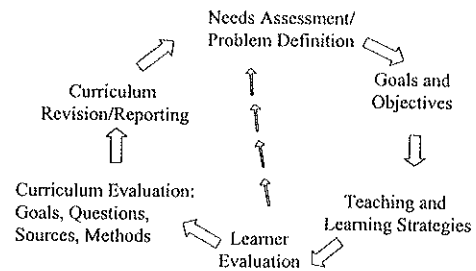 Needs Assessment/
Problem Definition
Goals and
Objectives
Teaching and
Learning Strategies
Learner
Evaluation
Curriculum Evaluation:
Goals, Questions,
Sources, Methods
Curriculum
Revision/Reporting